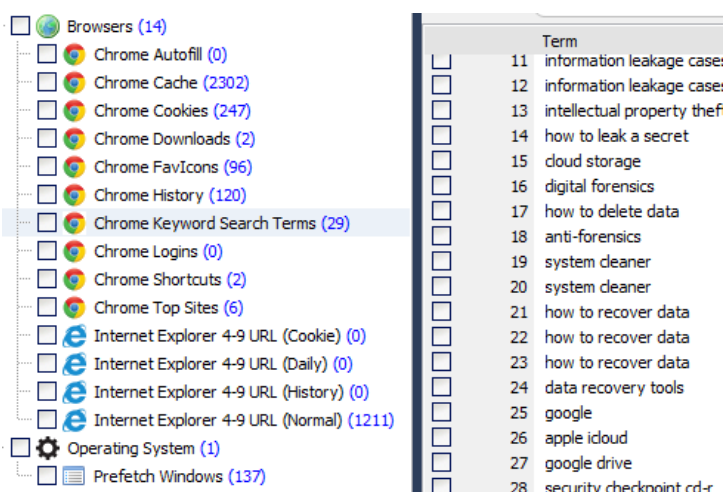 Browsers (14)
Chrome Autofill (0)
Chrome Cache (2302)
Chrome Cookies (247)
Chrome Downloads (2)
Chrome FavIcons (96)
Chrome History (120)
Chrome Keyword Search Terms (29)
Chrome Logins (0)
Chrome Shortcuts (2)
Chrome Top Sites (6)
Internet Explorer 4-9 URL (Cookie) (0)
Internet Explorer 4-9 URL (Daily) (0)
Internet Explorer 4-9 URL (History) (0)
Internet Explorer 4-9 URL (Normal) (1211)
Operating System (1)
Prefetch Windows (137)
Term
11 information leakage cases
12 information leakage cases
13 intellectual property theft
14 how to leak a secret
15 cloud storage
16 digital forensics
17 how to delete data
18 anti-forensics
19 system cleaner
20 system cleaner
21 how to recover data
22 how to recover data
23 how to recover data
24 data recovery tools
25 google
26 apple icloud
27 google drive
28 security checkpoint cd-r